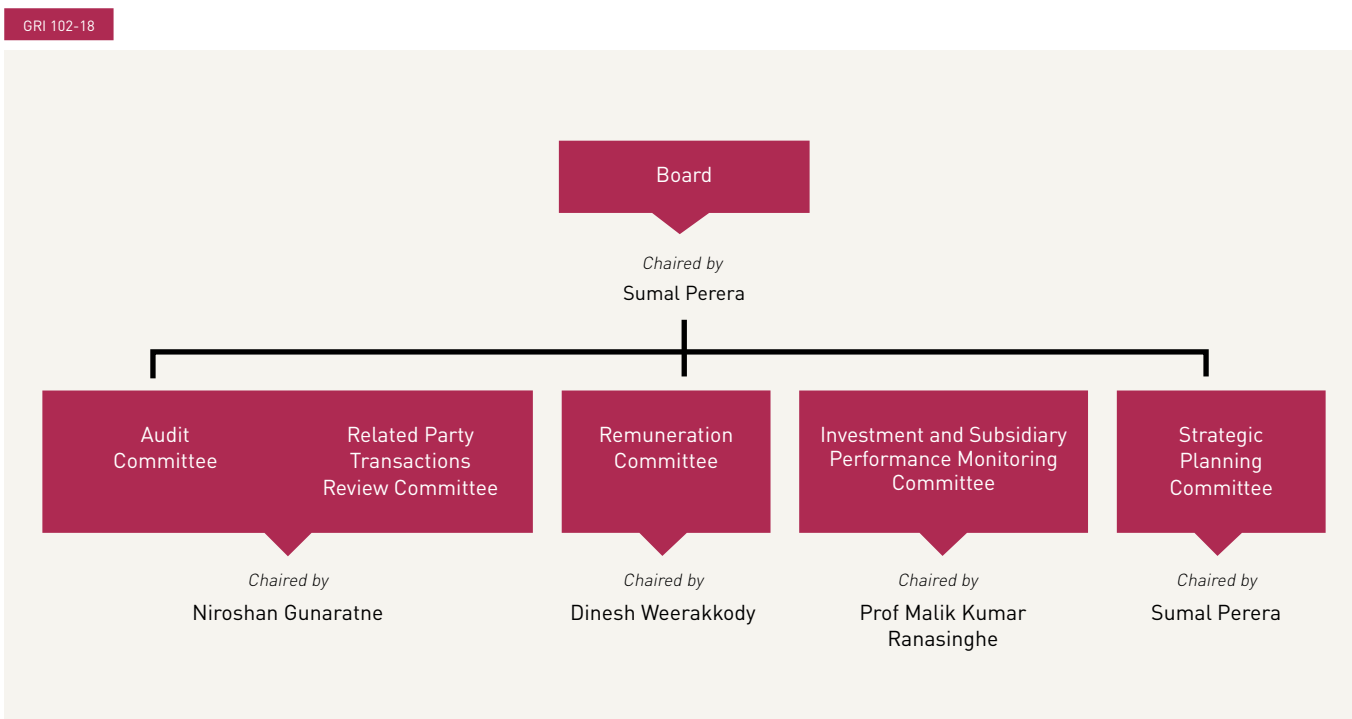 GRI 102-18
Board
Chaired by
Sumal Perera
Audit
Committee
Related Party
Transactions
Review Committee
Chaired by
Niroshan Gunaratne
Remuneration
Committee
Chaired by
Dinesh Weerakkody
Investment and Subsidiary
Performance Monitoring
Committee
Chaired by
Prof Malik Kumar
Ranasinghe
Strategic
Planning
Committee
Chaired by
Sumal Perera